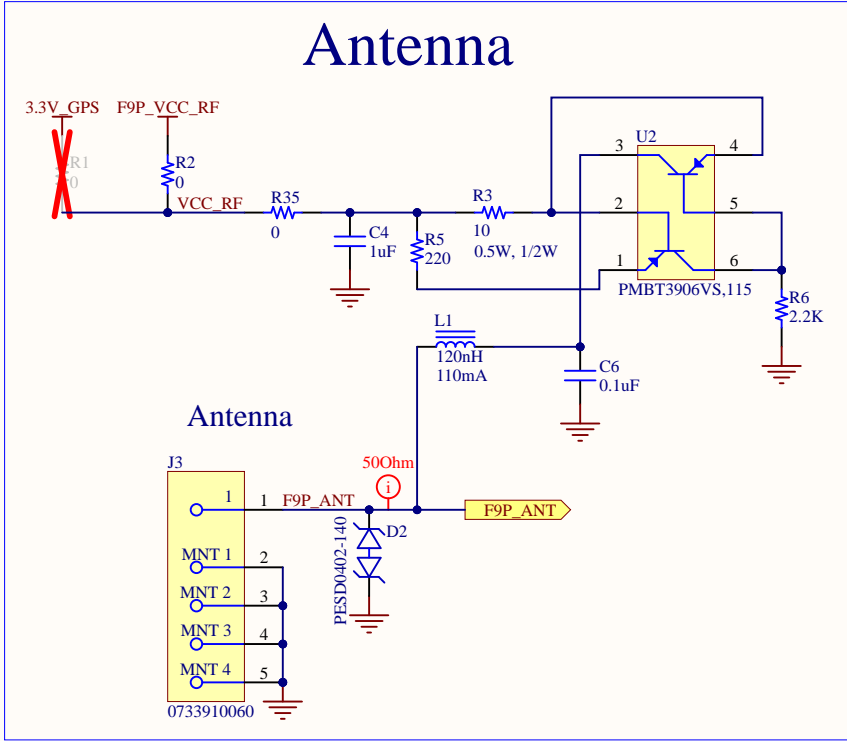 Antenna
3.3V_GPS
F9P_VCC_RF
R1
0
R2
0
VCC_RF
R35
0
C4
1uF
R5
220
R3
10
0.5W, 1/2W
U2
3
4
2
5
1
6
PMBT3906VS,115
R6
2.2K
L1
120nH
110mA
C6
0.1uF
Antenna
J3
50Ohm
i
1
1
F9P_ANT
F9P_ANT
D2
PESD0402-140
MNT 1
2
MNT 2
3
MNT 3
4
MNT 4
5
0733910060